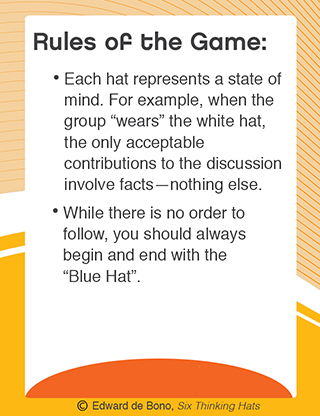 Rules of the Game:
• Each hat represents a state of
mind. For example, when the
group “wears” the white hat,
the only acceptable
contributions to the discussion
involve facts—nothing else.
• While there is no order to
follow, you should always
begin and end with the
“Blue Hat”.
© Edward de Bono, Six Thinking Hats